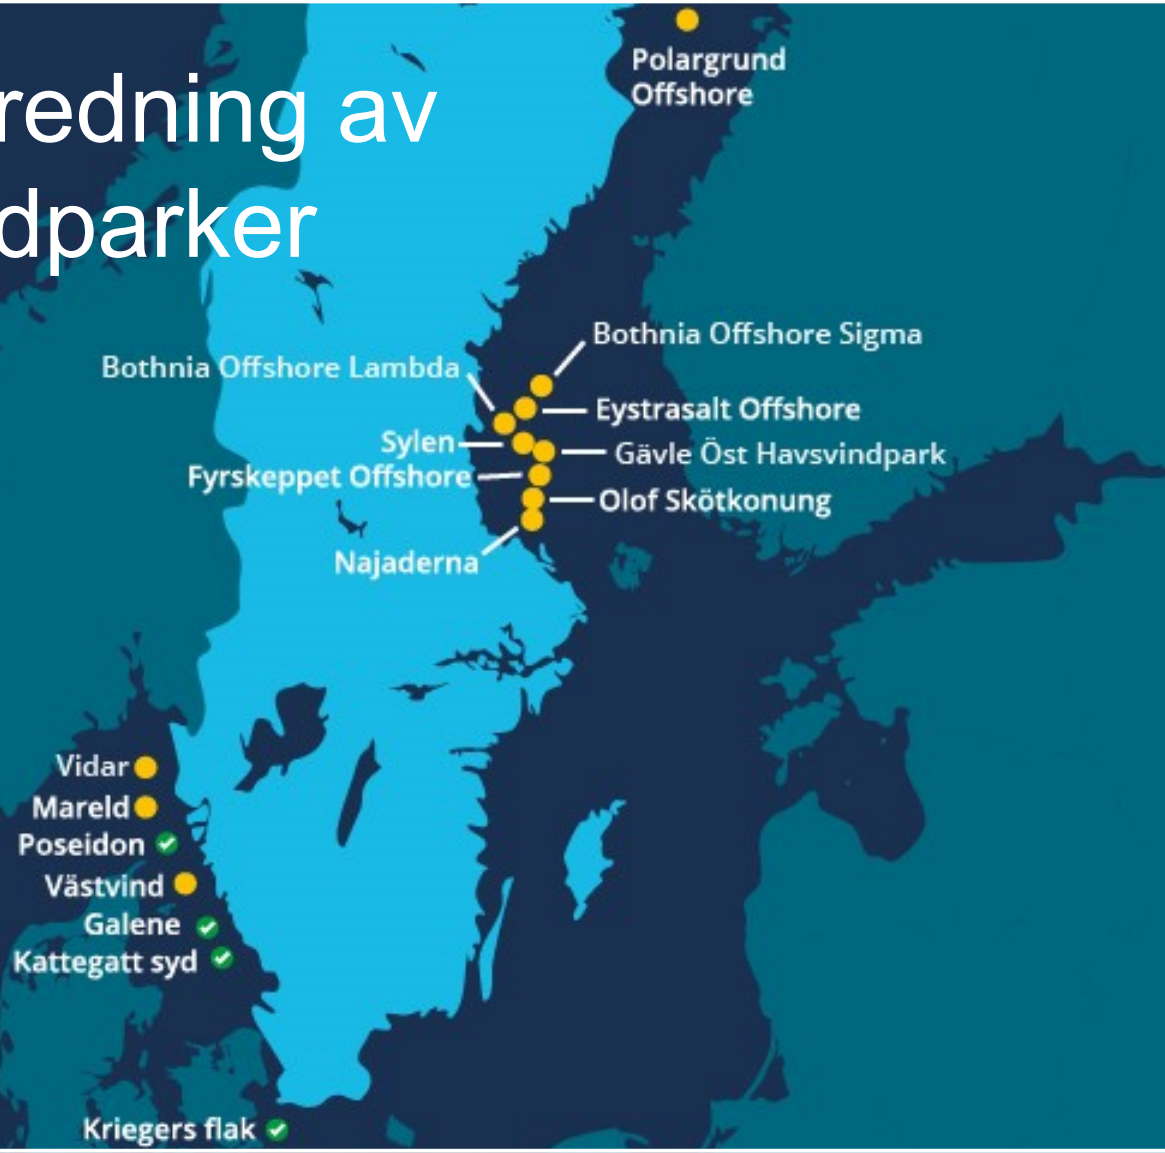 Polargrund
Offshore
redning av
dparker
Bothnia Offshore Sigma
Bothnia Offshore Lambda
Eystrasalt Offshore
Sylen
Gävle Öst Havsvindpark
Fyrskeppet Offshore
Olof Skötkonung
Najaderna
Vidar
Mareld
Poseidon
Västvind
Galene
Kattegatt syd
Kriegers flak